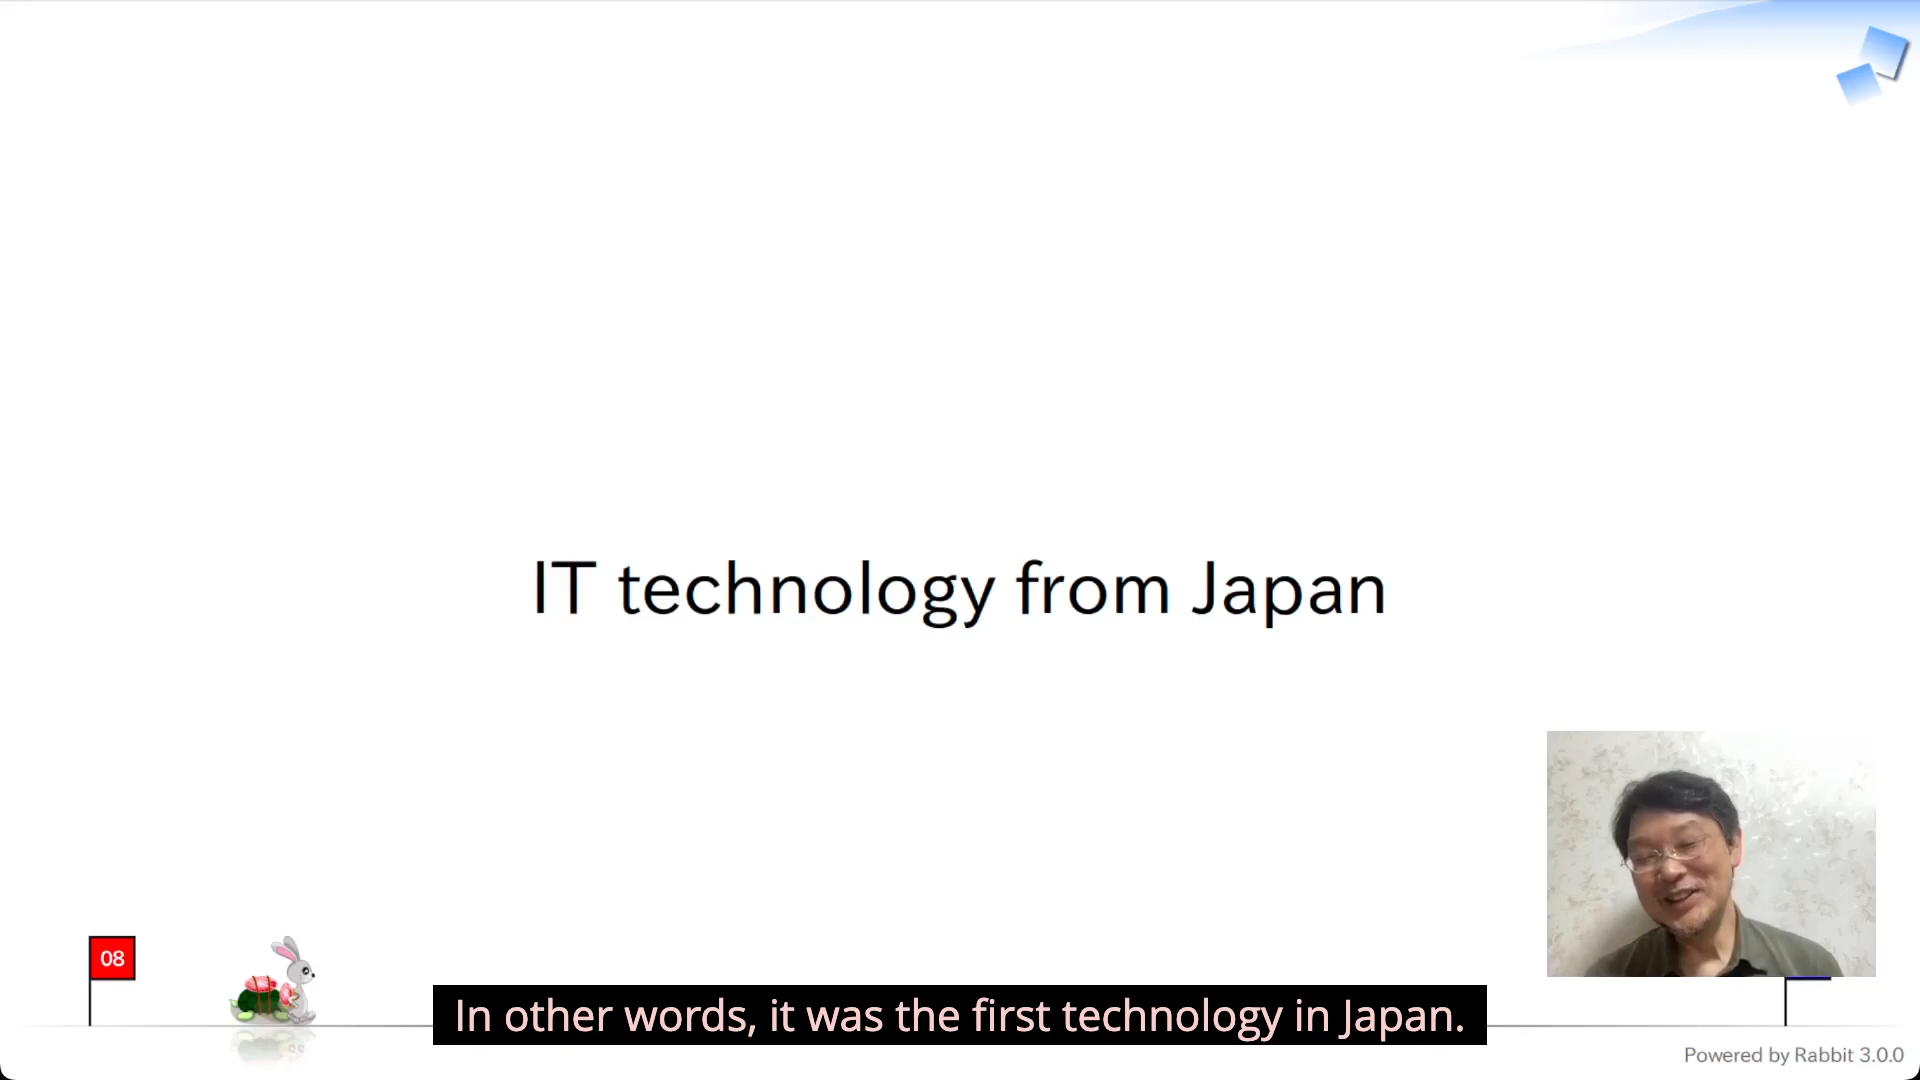 IT technology from Japan
08
In other words, it was the first technology in Japan.
Powered by Rabbit 3.0.0